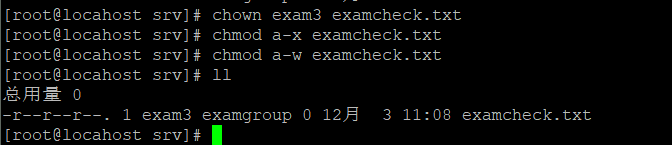 [root@locahost srv]# chown exam3 examcheck.txt
[root@locahost srv]# chmod a-x examcheck.txt
[root@locahost srv]# chmod a-w examcheck.txt
[root@locahost srv]# ll
总用量 0
-r--r--r--. 1 exam3 examgroup 0 12月  3 11:08 examcheck.txt
[root@locahost srv]#